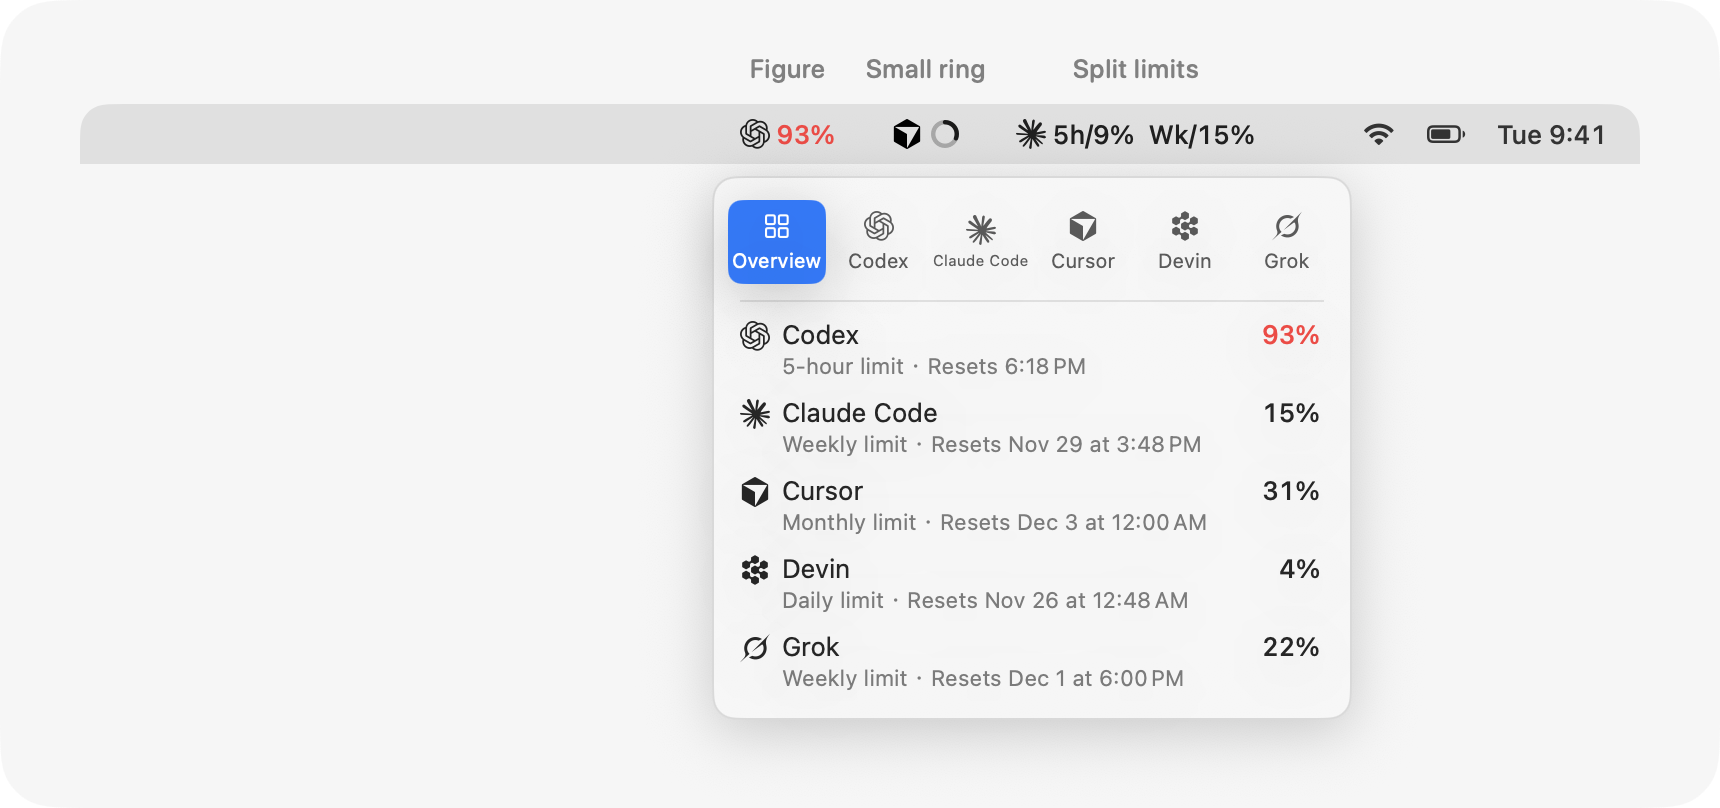 Figure Small ring Split limits
93% 5h/9% Wk/15% Tue 9:41
Overview Codex Claude Code Cursor Devin Grok
Codex 93%
5-hour limit · Resets 6:18 PM
Claude Code 15%
Weekly limit · Resets Nov 29 at 3:48 PM
Cursor 31%
Monthly limit · Resets Dec 3 at 12:00 AM
Devin 4%
Daily limit · Resets Nov 26 at 12:48 AM
Grok 22%
Weekly limit · Resets Dec 1 at 6:00 PM